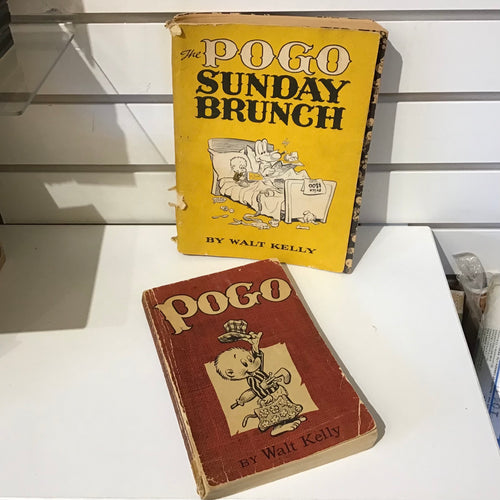 The POGO
SUNDAY
BRUNCH
BY WALT KELLY
POGO
BY Walt Kelly